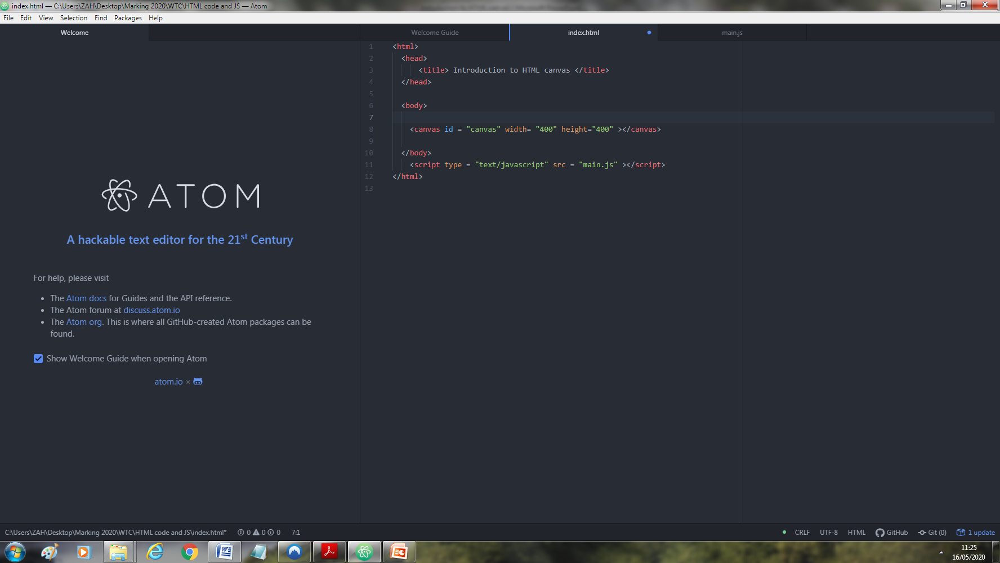 index.html — C:\Users\ZAH\Desktop\Marking 2020\WTC\HTML code and JS — Atom
File Edit View Selection Find Packages Help
Welcome
Welcome Guide
index.html
main.js
1 <html>
2 <head>
3 <title> Introduction to HTML canvas </title>
4 </head>
5
6 <body>
7
8 <canvas id = "canvas" width= "400" height="400" ></canvas>
9
10 </body>
11 <script type = "text/javascript" src = "main.js" ></script>
12 </html>
13
ATOM
A hackable text editor for the 21st Century
For help, please visit
• The Atom docs for Guides and the API reference.
• The Atom forum at discuss.atom.io
• The Atom org. This is where all GitHub-created Atom packages can be
found.
Show Welcome Guide when opening Atom
atom.io ×
C:\Users\ZAH\Desktop\Marking 2020\WTC\HTML code and JS\index.html* 0 0 0 7:1
CRLF UTF-8 HTML GitHub Git (0) 1 update
11:25
16/05/2020